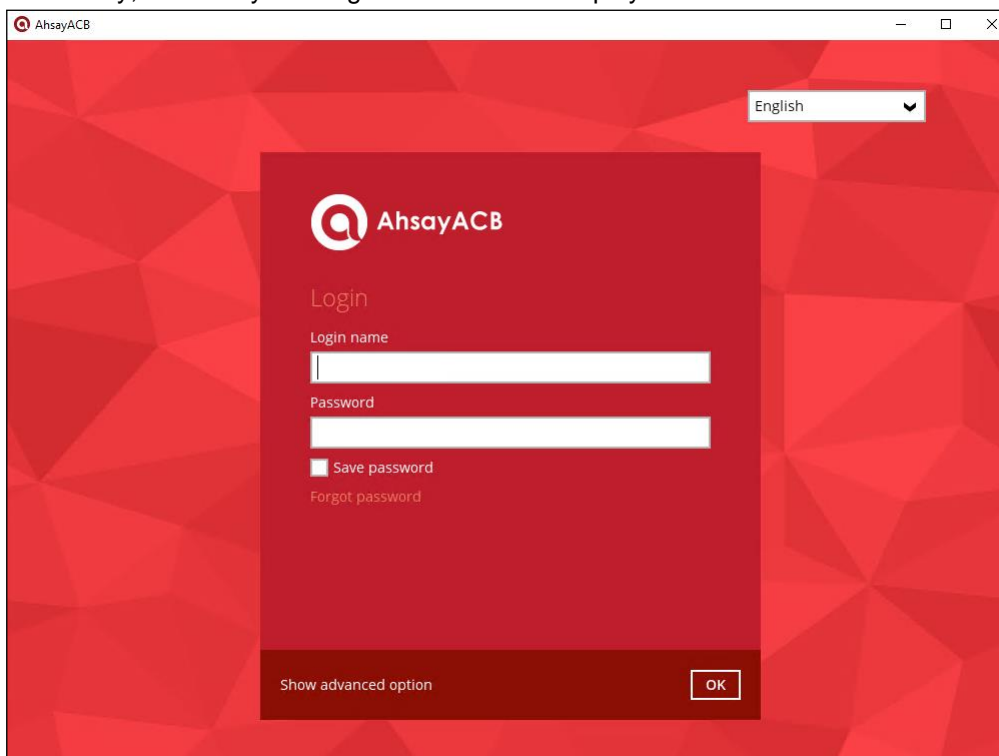 AhsayACB
English
AhsayACB
Login
Login name
Password
Save password
Forgot password
Show advanced option
OK